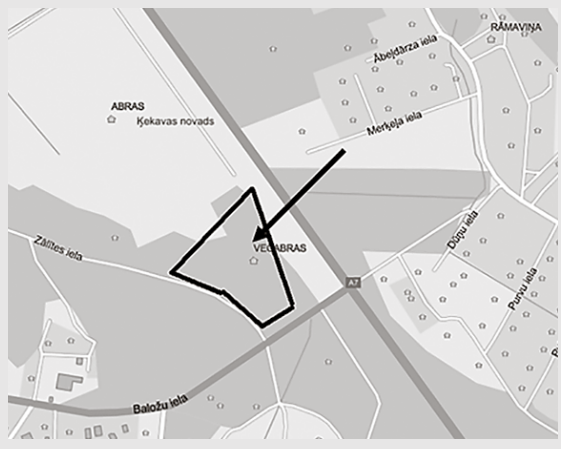 RĀMAVIŅA
Ābeļdārza iela
ABRAS
Ķekavas novads
Merķeļa iela
Zālītes iela
VECABRAS
Dūņu iela
A7
Purvu iela
P
Baložu iela